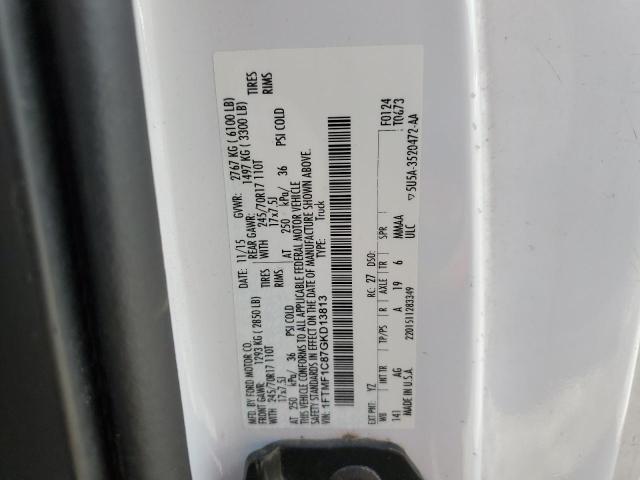 MFD. BY FORD MOTOR CO.
DATE: 11/15 GVWR: 2767 KG ( 6100 LB)
FRONT GAWR: 1293 KG ( 2850 LB) REAR GAWR: 1497 KG ( 3300 LB)
WITH 245/70R17 110T TIRES WITH 245/70R17 110T TIRES
17x7.5J RIMS 17x7.5J RIMS
AT 250 kPa/ 36 PSI COLD AT 250 kPa/ 36 PSI COLD
THIS VEHICLE CONFORMS TO ALL APPLICABLE FEDERAL MOTOR VEHICLE
SAFETY STANDARDS IN EFFECT ON THE DATE OF MANUFACTURE SHOWN ABOVE.
VIN: 1FTMF1C87GKD13813 TYPE: Truck
F0124
T0G73
EXT PNT: YZ RC: 27 DSO:
WB INT TR TP/PS R AXLE TR SPR
141 AG A 19 6 MMAA
MADE IN U.S.A. ULC
2201511283349
▽5U5A-3520472-AA